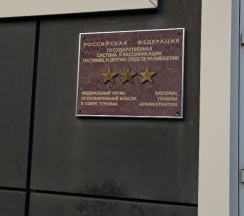 РОССИЙСКАЯ ФЕДЕРАЦИЯ
ГОСУДАРСТВЕННАЯ
СИСТЕМА КЛАССИФИКАЦИИ
ГОСТИНИЦ И ДРУГИХ СРЕДСТВ РАЗМЕЩЕНИЯ
ФЕДЕРАЛЬНЫЙ ОРГАН
ИСПОЛНИТЕЛЬНОЙ ВЛАСТИ
В СФЕРЕ ТУРИЗМА
NATIONAL
TOURISM
ADMINISTRATION